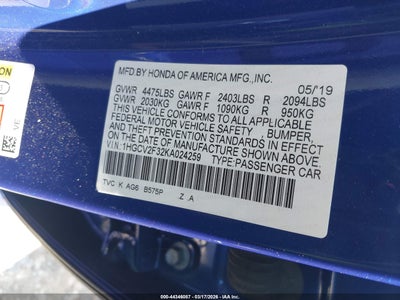 MFD.BY HONDA OF AMERICA MFG.,INC. 05/19
GVWR 4475LBS GAWR F 2403LBS R 2094LBS
GVWR 2030KG GAWR F 1090KG R 950KG
THIS VEHICLE CONFORMS TO ALL APPLICABLE
FEDERAL MOTOR VEHICLE SAFETY , BUMPER,
AND THEFT PREVENTION STANDARDS IN EFFECT
ON THE DATE OF MANUFACTURE SHOWN ABOVE.
V I N :1HGCV2F32KA024259 TYPE:PASSENGER CAR
TVC K AG6 B575P Z .A
VE
000-44346087 - 03/17/2026 - IAA